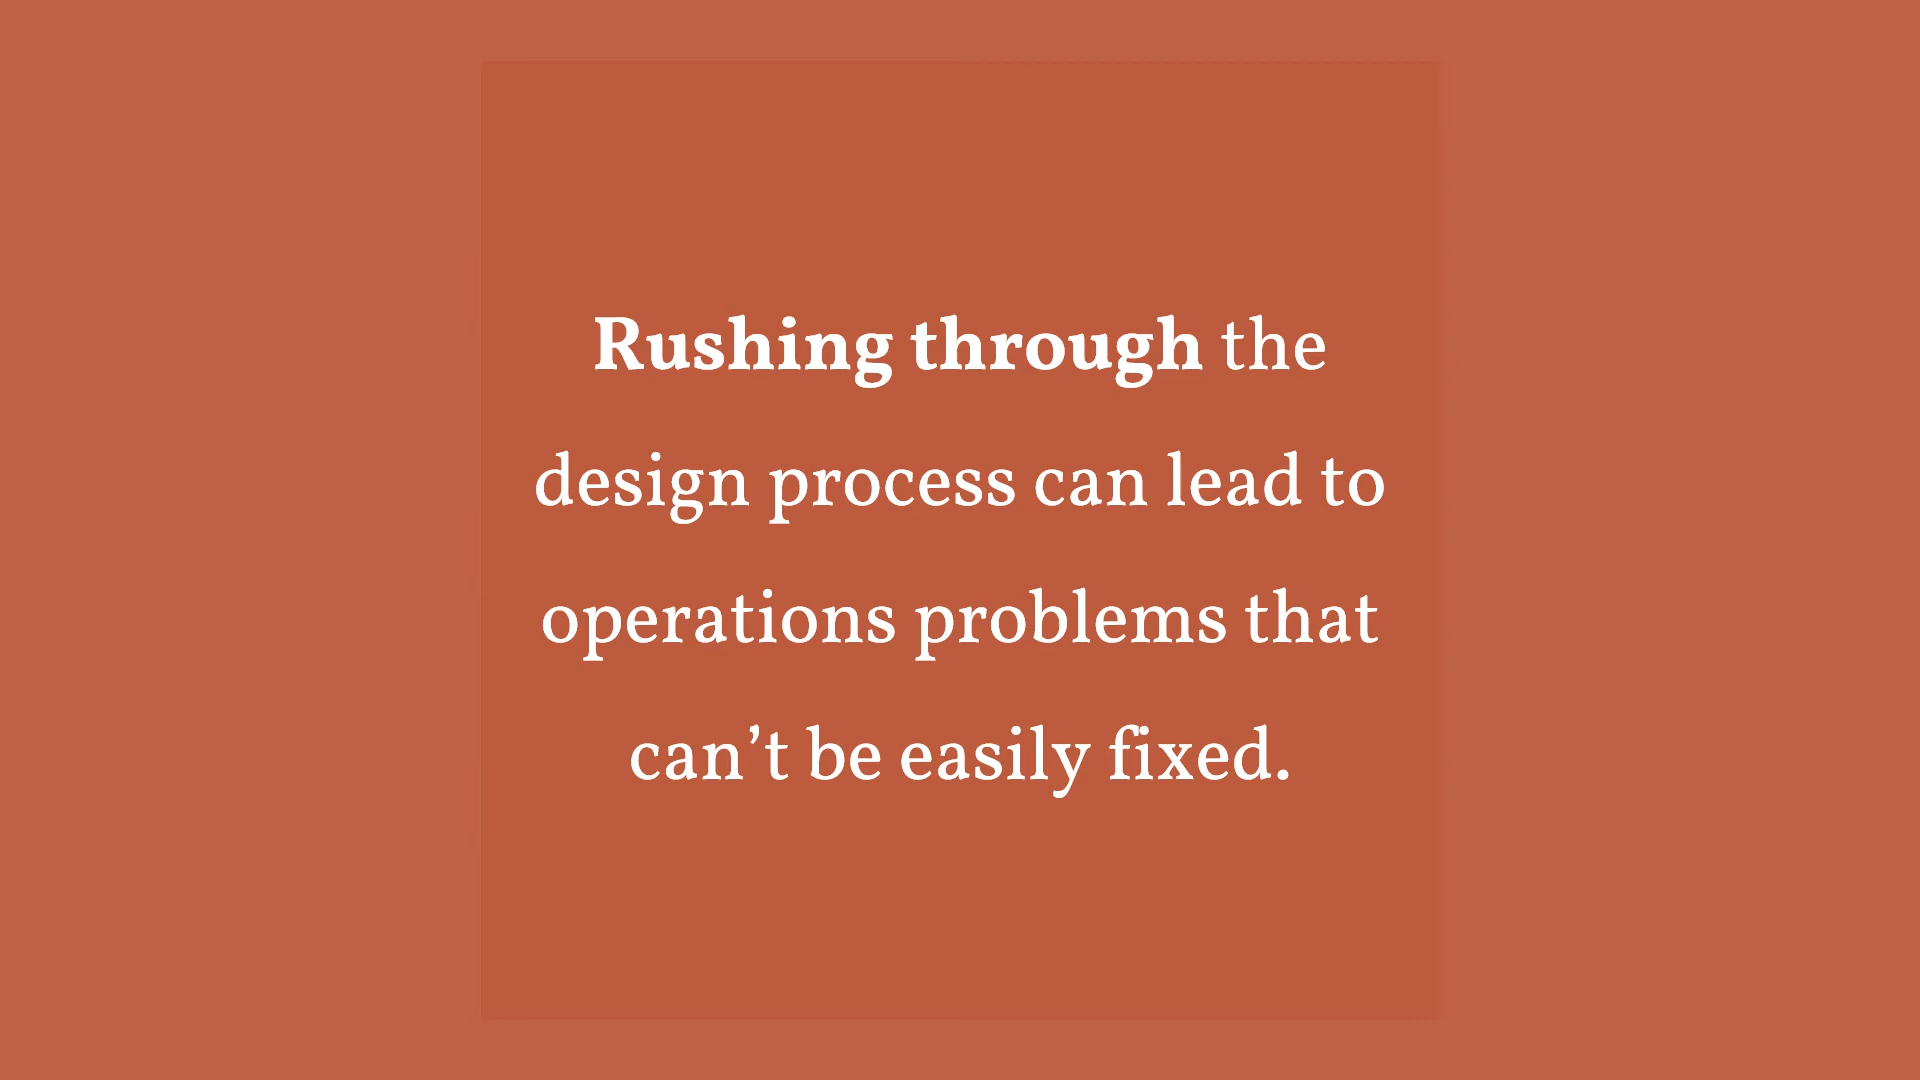 Rushing through the
design process can lead to
operations problems that
can’t be easily fixed.